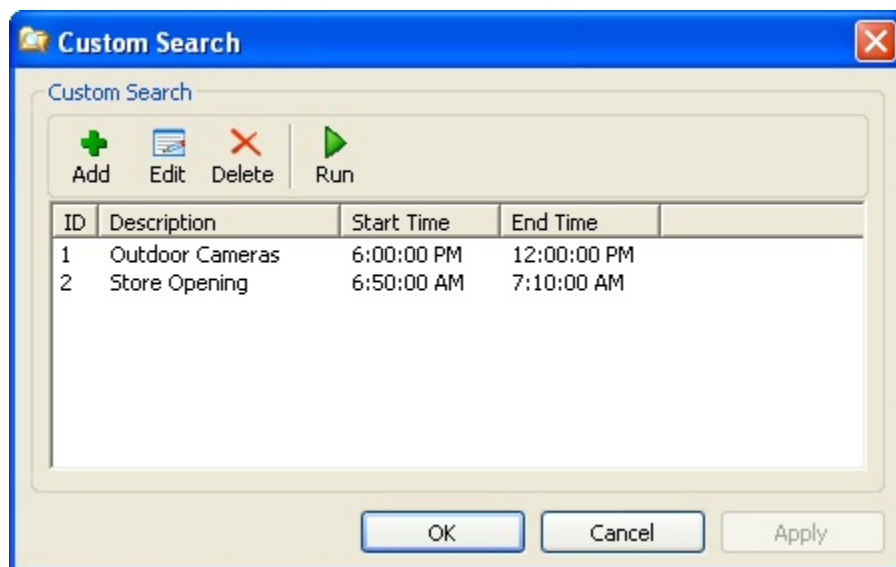 Custom Search
Custom Search
Add Edit Delete Run
ID Description Start Time End Time
1 Outdoor Cameras 6:00:00 PM 12:00:00 PM
2 Store Opening 6:50:00 AM 7:10:00 AM
OK Cancel Apply